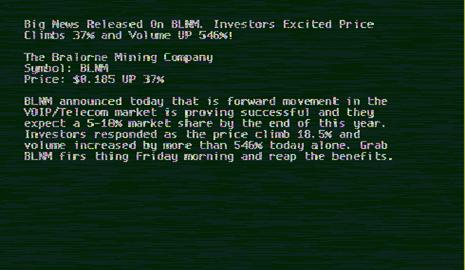 Big News Released On BLNM. Investors Excited Price
Climbs 37% and Volume UP 546%!
The Bralorne Mining Company
Symbol: BLNM
Price: $0.185 UP 37%
BLNM announced today that is forward movement in the
VOIP/Telecom market is proving successful and they
expect a 5-10% market share by the end of this year.
Investors responded as the price climb 18.5% and
volume increased by more than 546% today alone. Grab
BLNM firs thing Friday morning and reap the benefits.